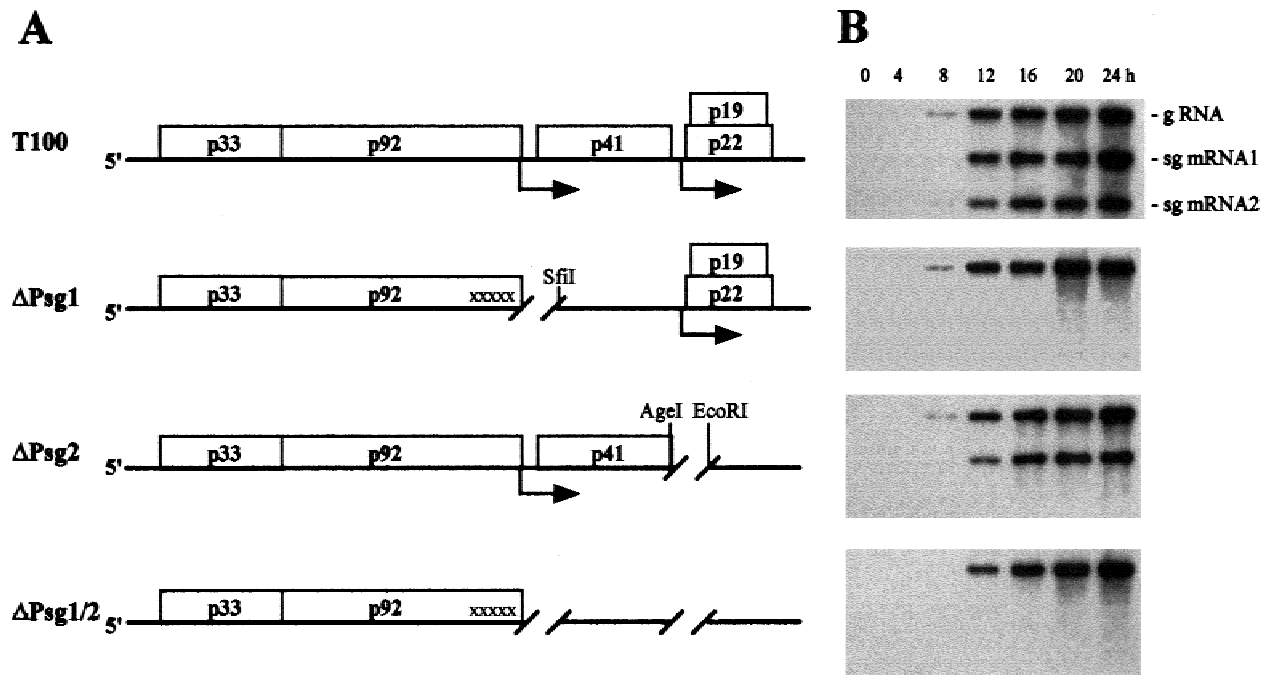 A
B
0 4 8 12 16 20 24 h
T100
5'
p33 p92 p41 p19 p22
- g RNA
- sg mRNA1
- sg mRNA2
ΔPsg1
5'
p33 p92 xxxxx SfiI p19 p22
ΔPsg2
5'
p33 p92 p41 AgeI EcoRI
ΔPsg1/2
5'
p33 p92 xxxxx